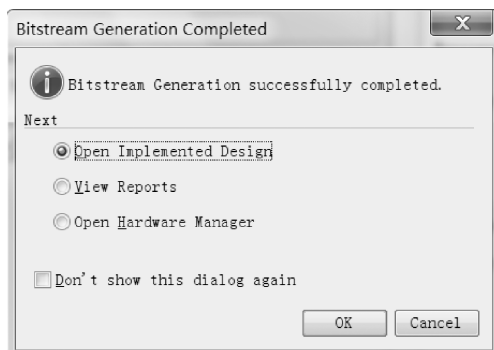 Bitstream Generation Completed
Bitstream Generation successfully completed.
Next
Open Implemented Design
View Reports
Open Hardware Manager
Don't show this dialog again
OK
Cancel